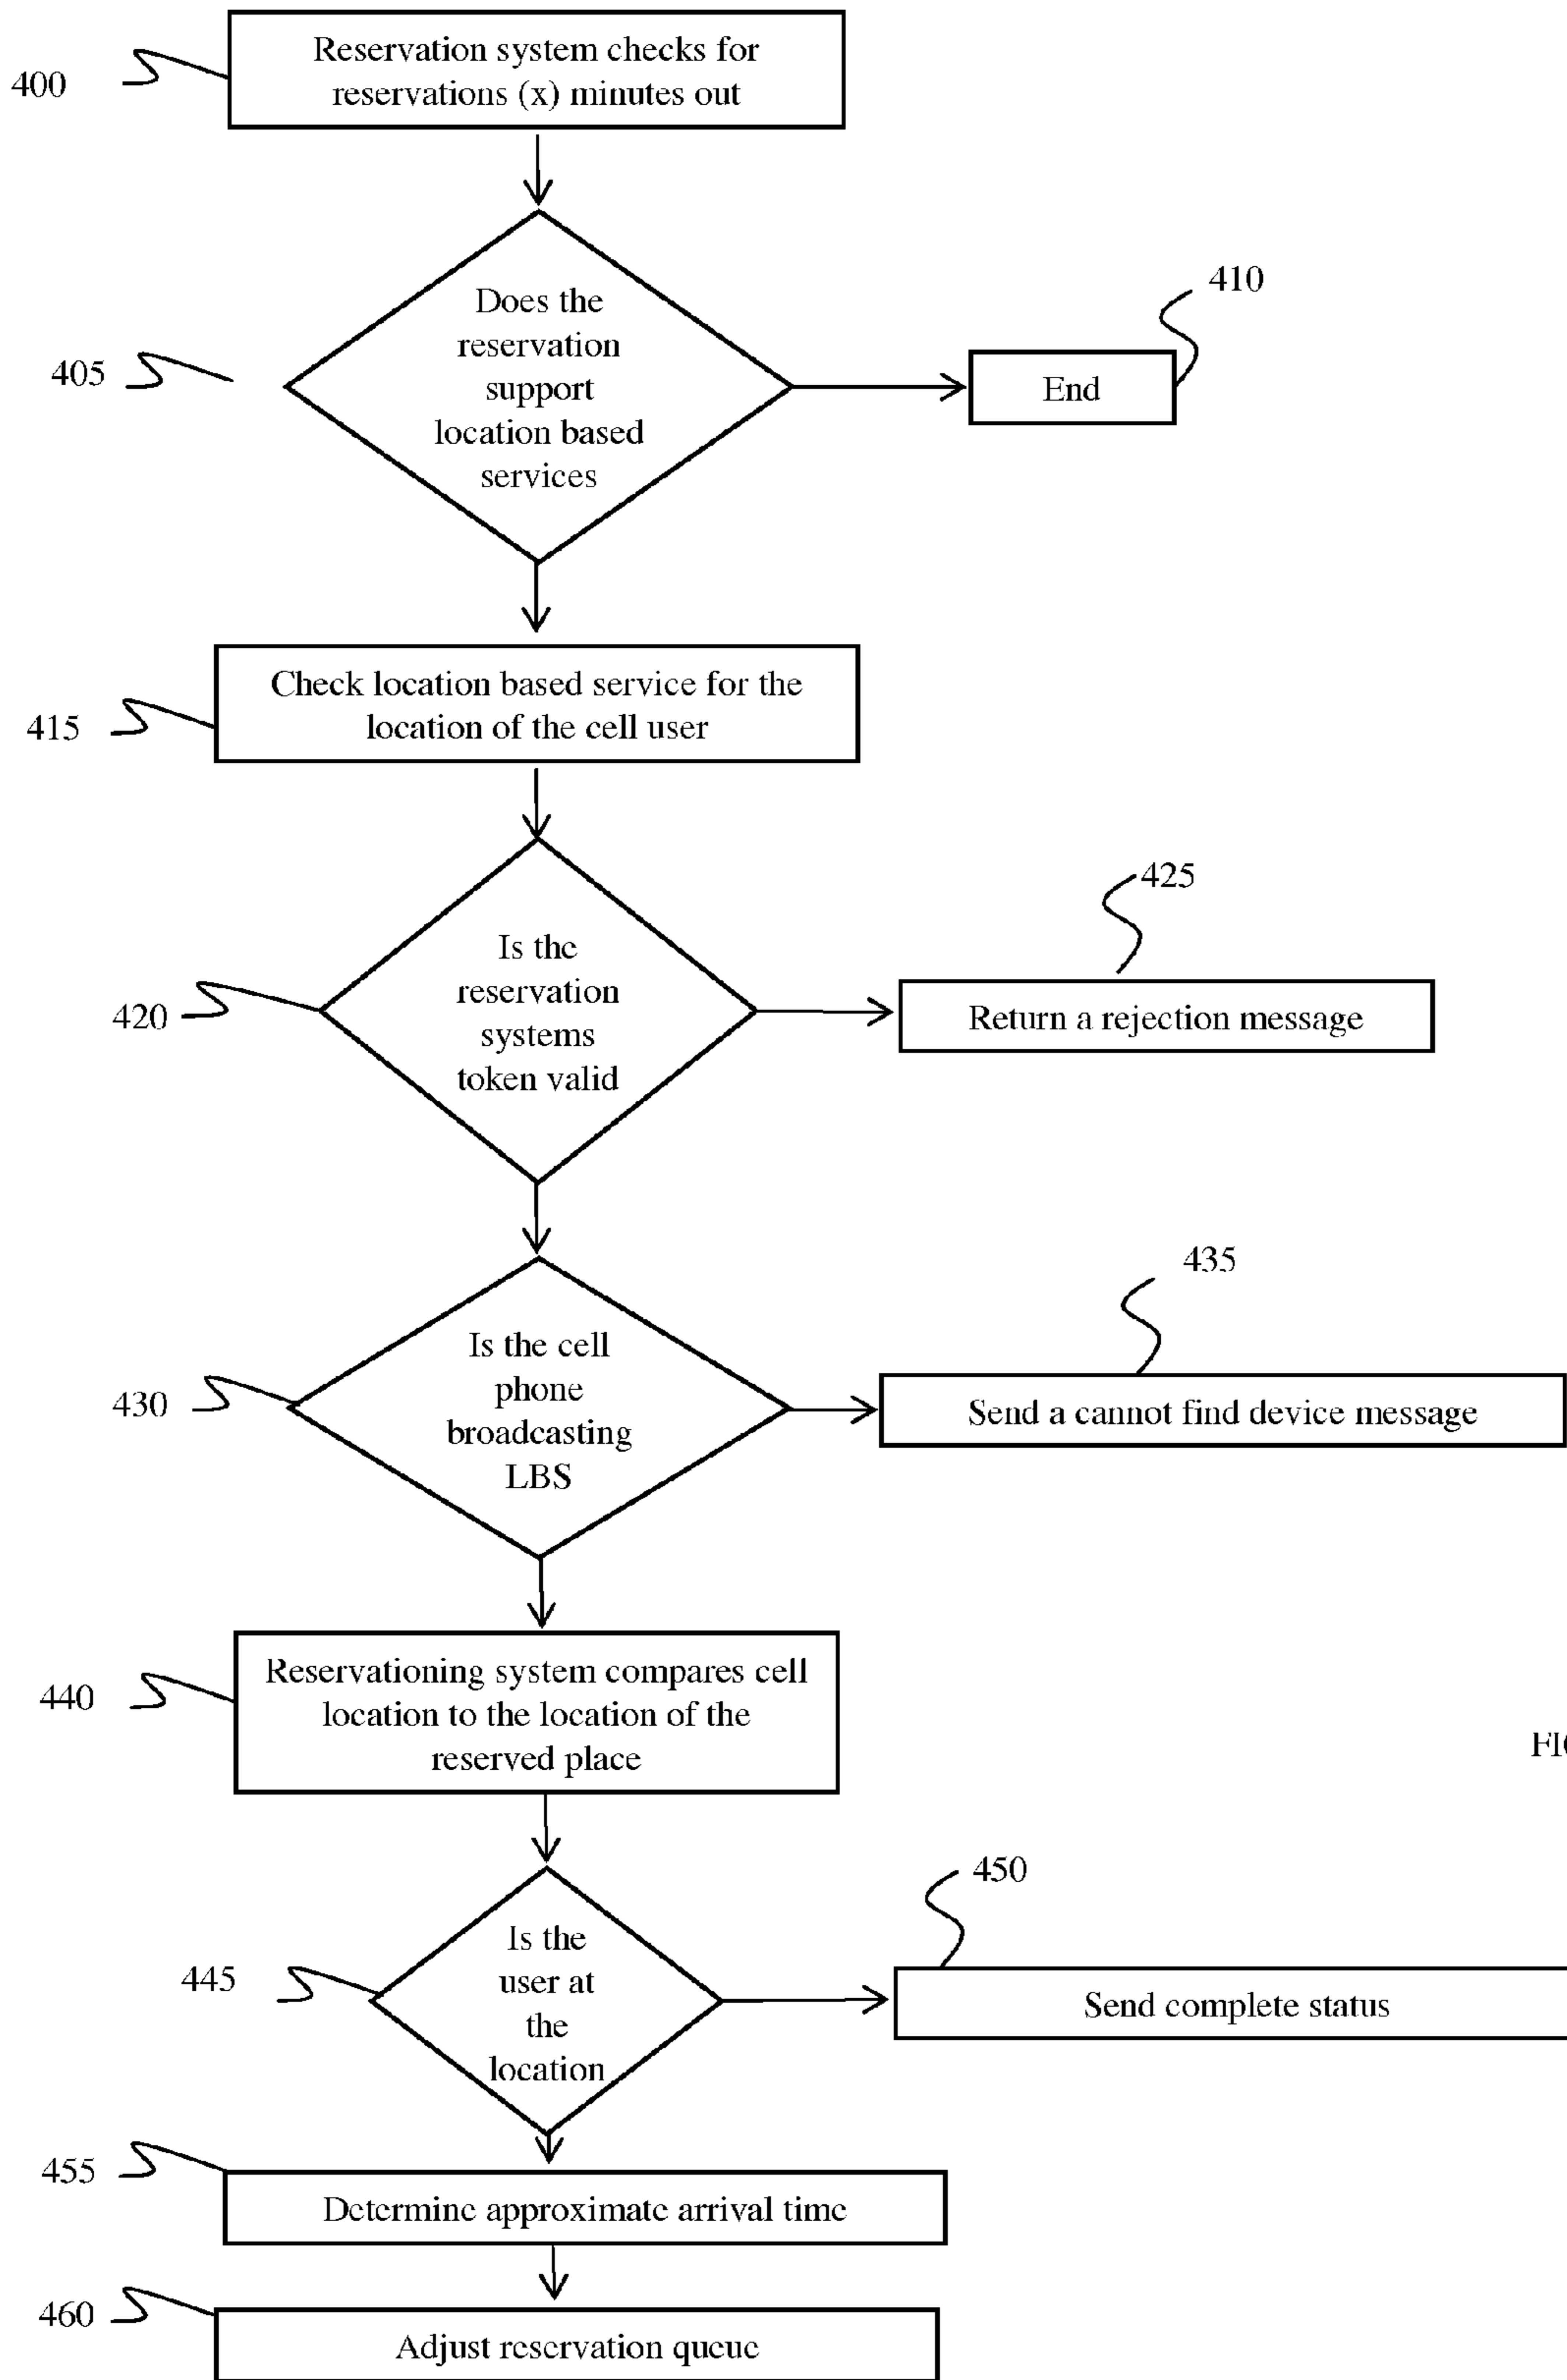 400
Reservation system checks for
reservations (x) minutes out
405
Does the
reservation
support
location based
services
410
End
415
Check location based service for the
location of the cell user
420
Is the
reservation
systems
token valid
425
Return a rejection message
430
Is the cell
phone
broadcasting
LBS
435
Send a cannot find device message
440
Reservationing system compares cell
location to the location of the
reserved place
445
Is the
user at
the
location
450
Send complete status
455
Determine approximate arrival time
460
Adjust reservation queue